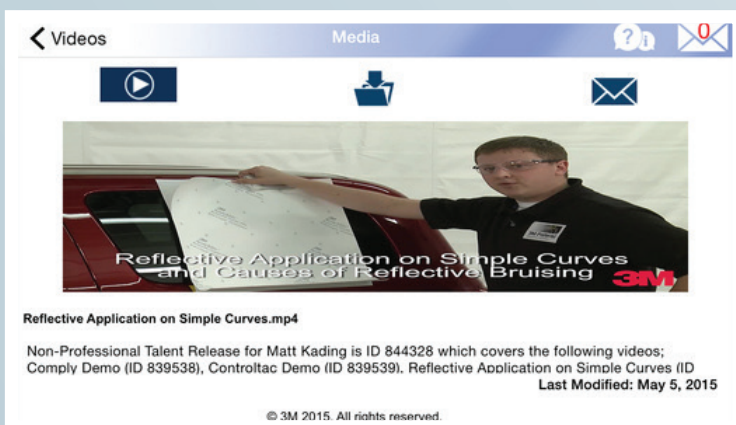 Videos
Media
?
i
0
Reflective Application on Simple Curves
and Causes of Reflective Bruising
3M
Reflective Application on Simple Curves.mp4
Non-Professional Talent Release for Matt Kading is ID 844328 which covers the following videos;
Comply Demo (ID 839538), Controltac Demo (ID 839539), Reflective Application on Simple Curves (ID
Last Modified: May 5, 2015
© 3M 2015. All rights reserved.